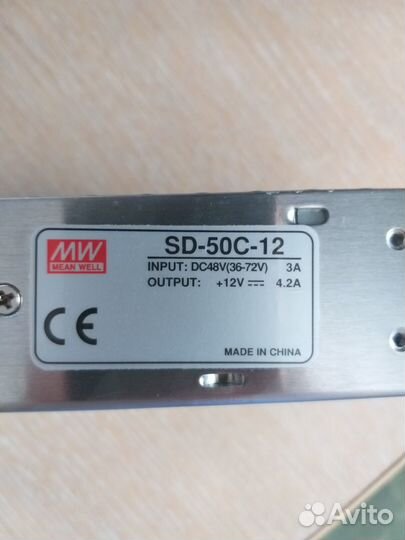 SD-50C-12
MW
MEAN WELL
INPUT: DC48V(36-72V) 3A
OUTPUT: +12V ⎓ 4.2A
CE
MADE IN CHINA
Avito